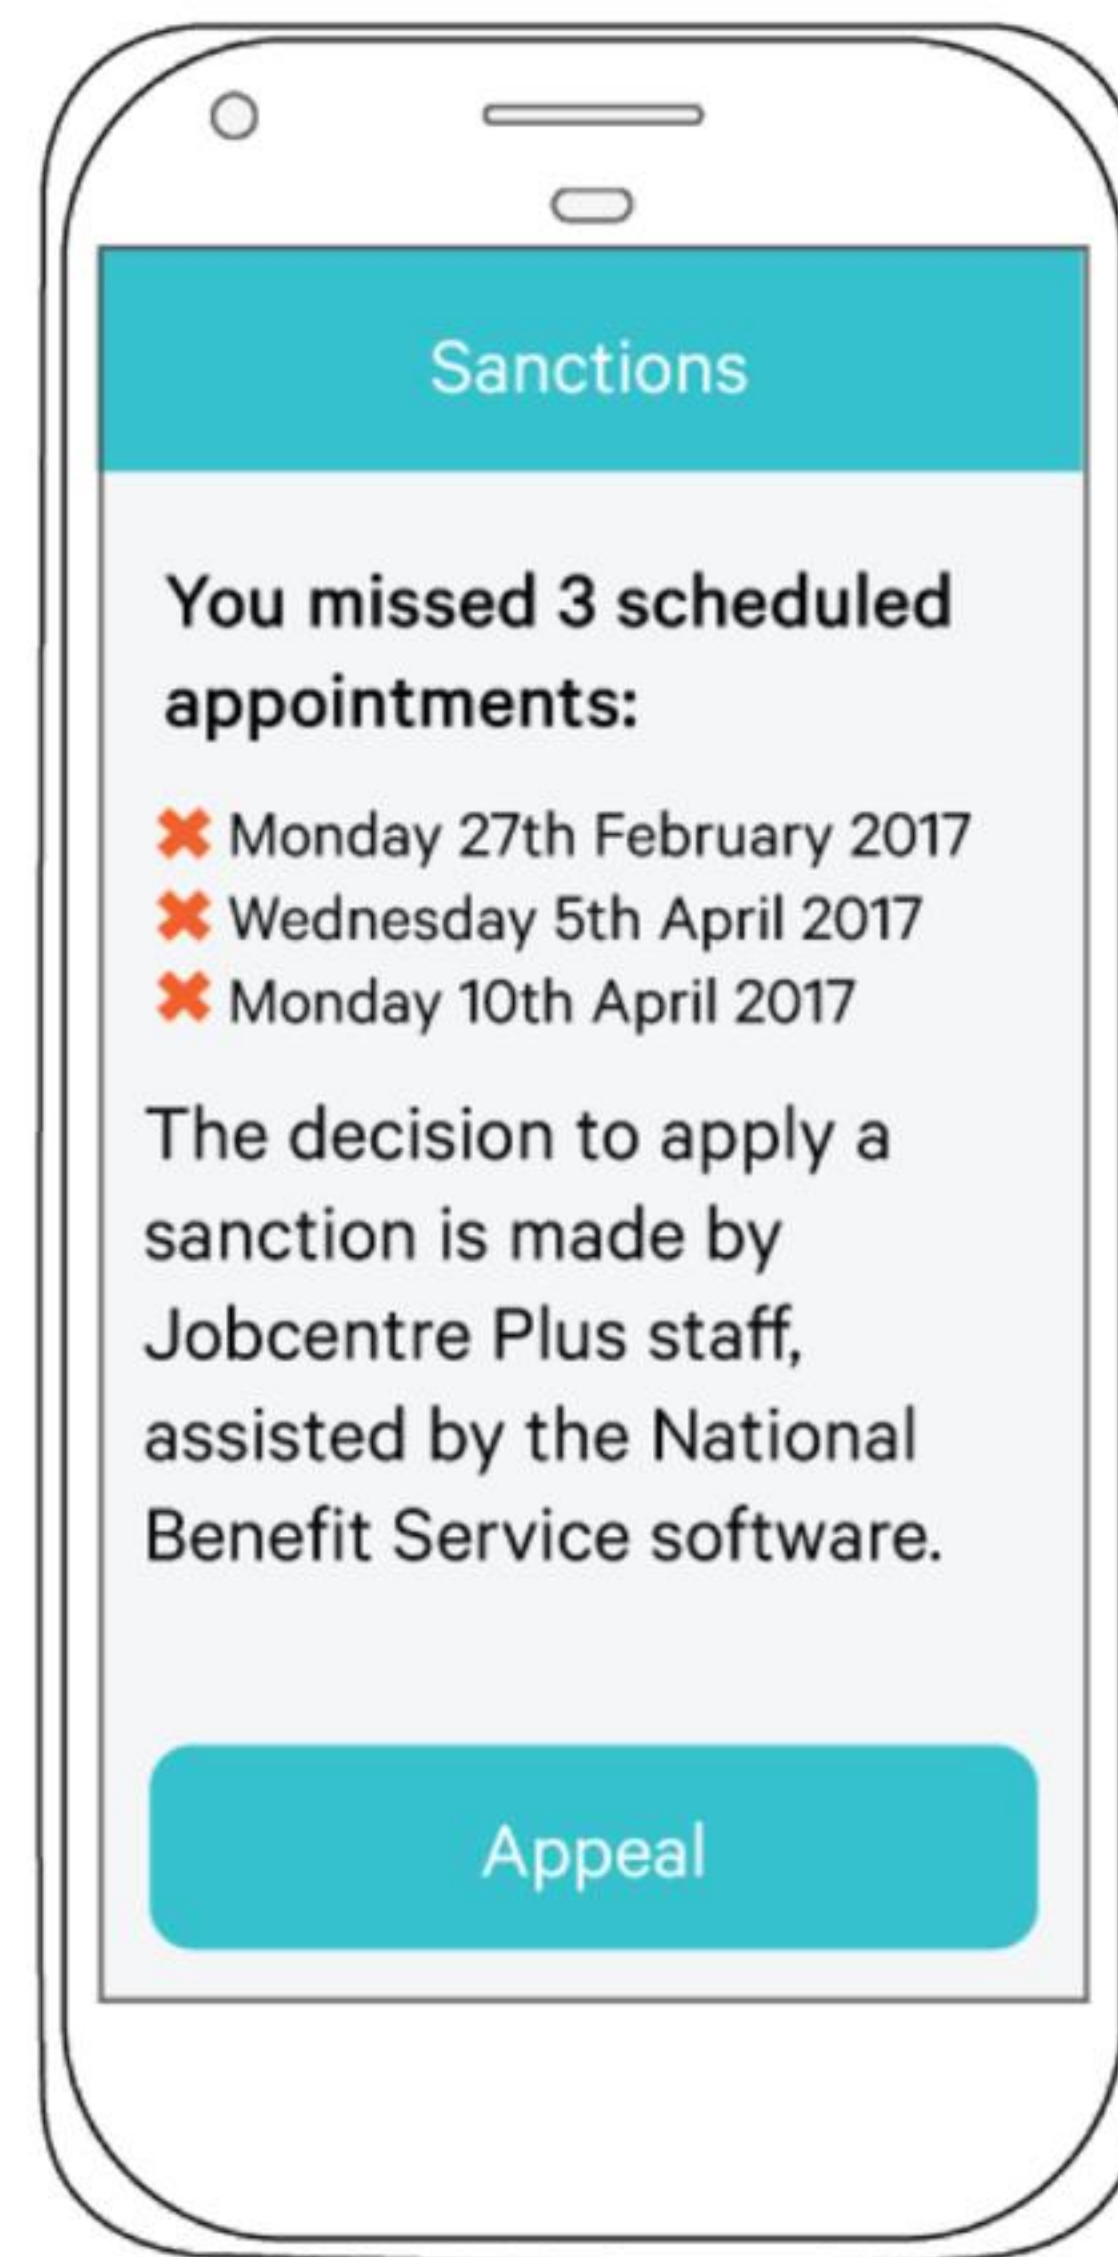 Sanctions
You missed 3 scheduled
appointments:
✖ Monday 27th February 2017
✖ Wednesday 5th April 2017
✖ Monday 10th April 2017
The decision to apply a
sanction is made by
Jobcentre Plus staff,
assisted by the National
Benefit Service software.
Appeal